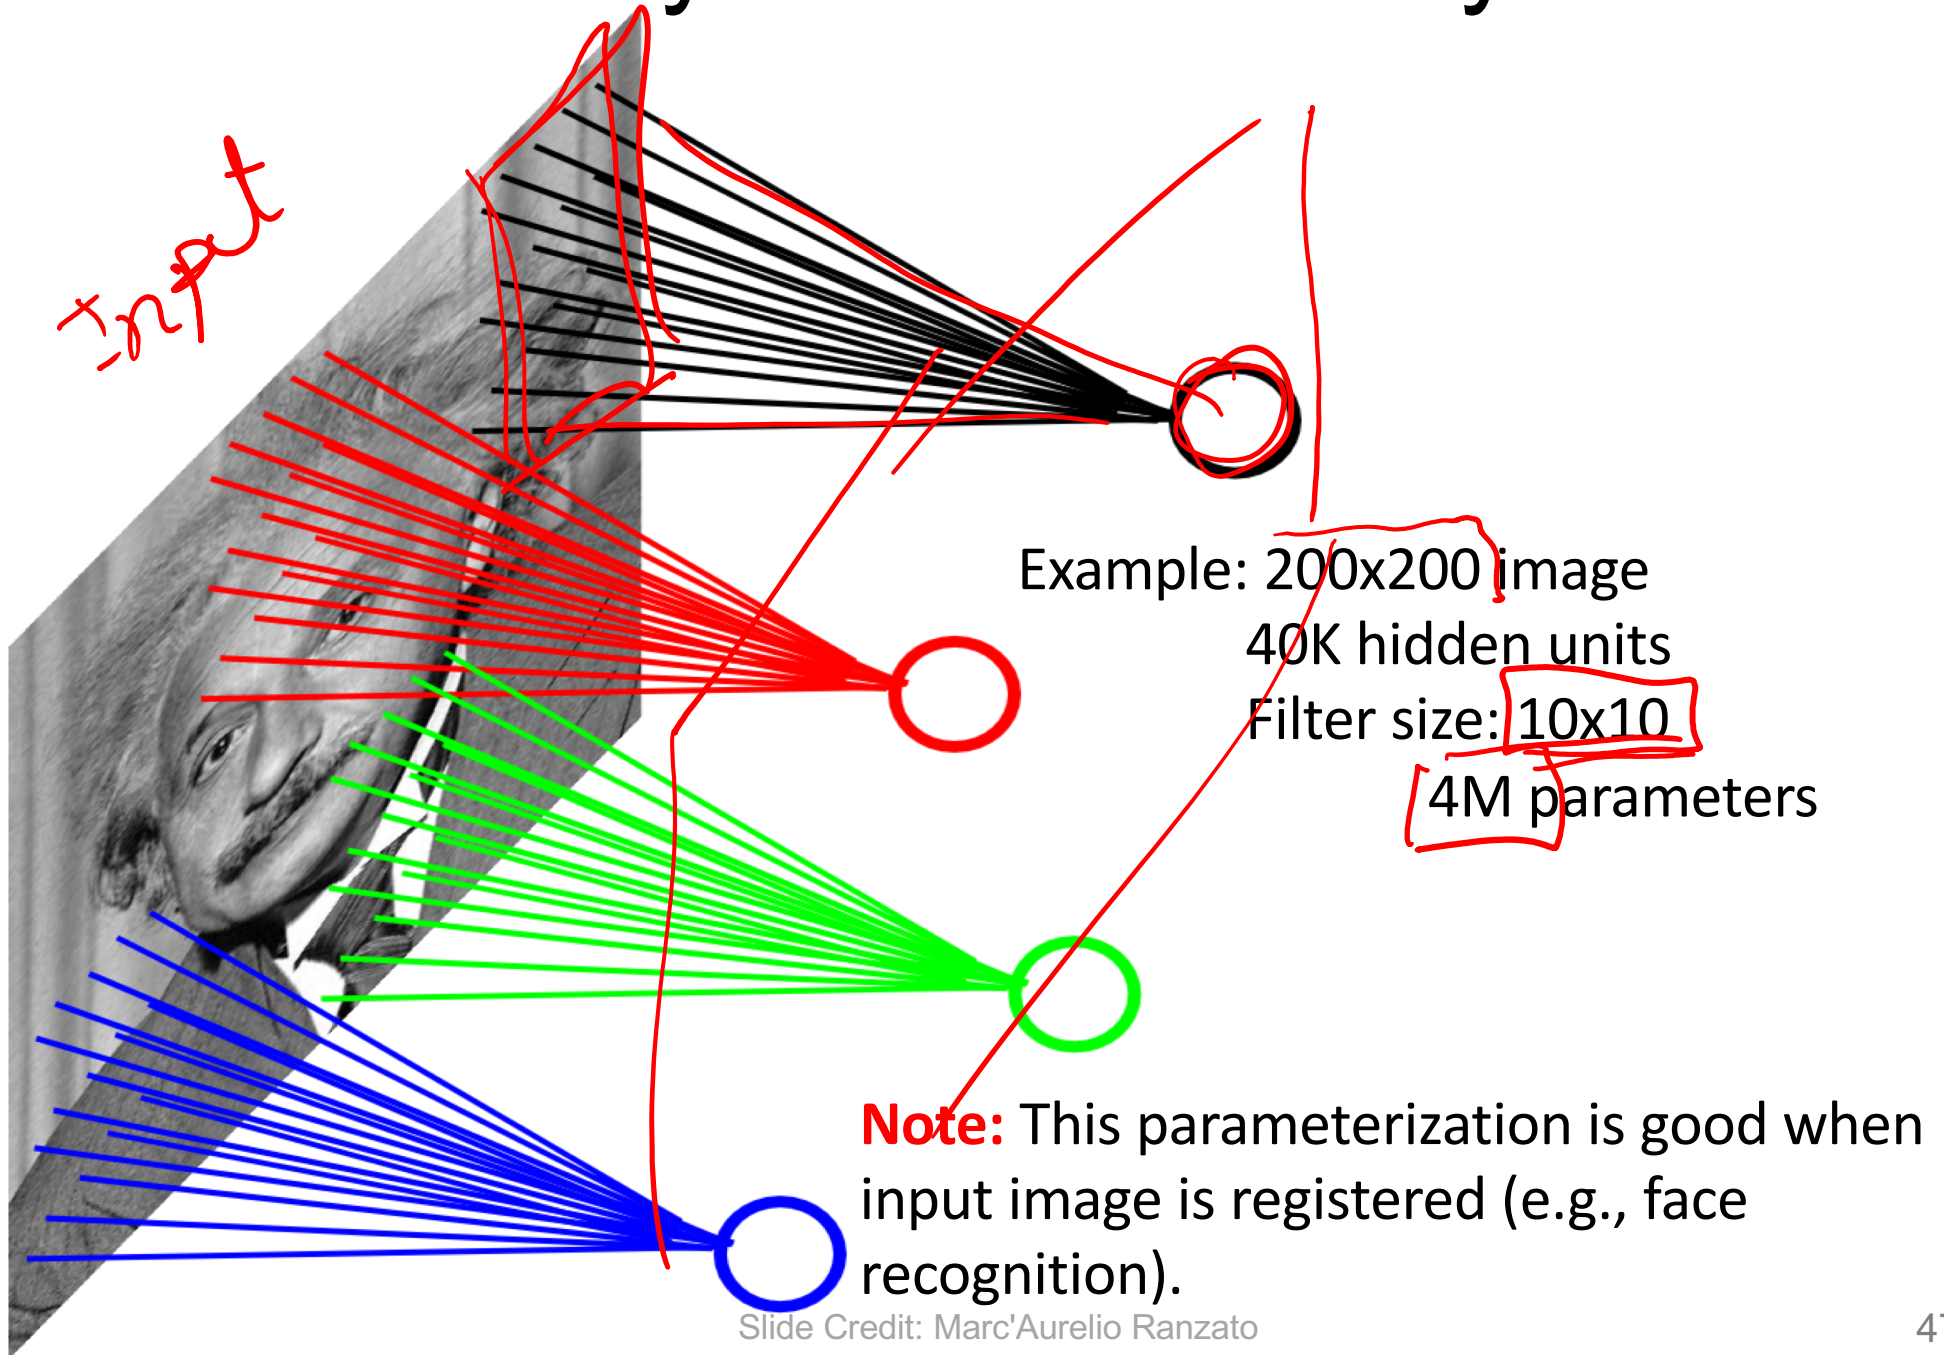 Input
Example: 200x200 image
40K hidden units
Filter size: 10x10
4M parameters
Note: This parameterization is good when
input image is registered (e.g., face
recognition).
Slide Credit: Marc'Aurelio Ranzato